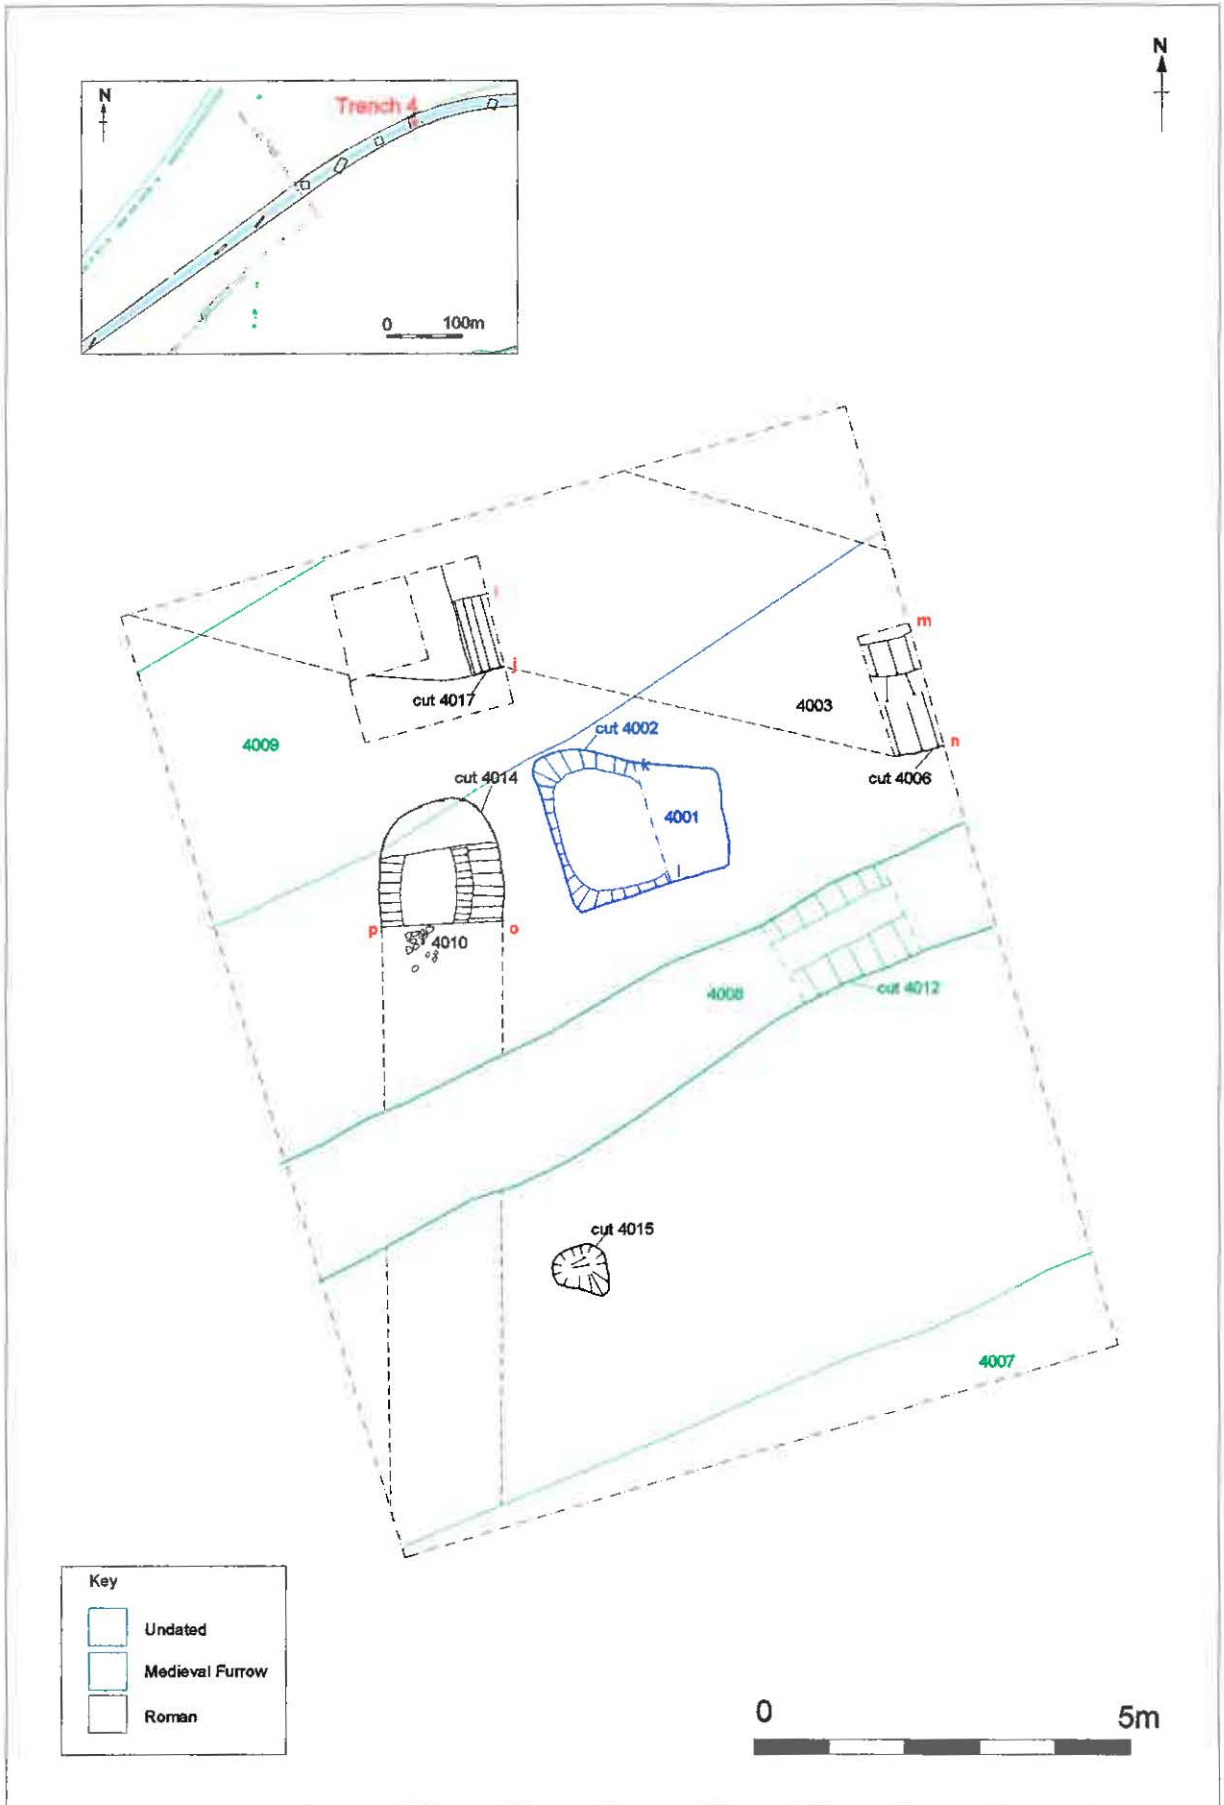 N
N
Trench 4
0 100m
i
m
j
cut 4017
4003
n
cut 4002
4009
k
cut 4014
cut 4006
4001
l
p
o
4010
4008
cut 4012
cut 4015
4007
Key
Undated
Medieval Furrow
Roman
0 5m